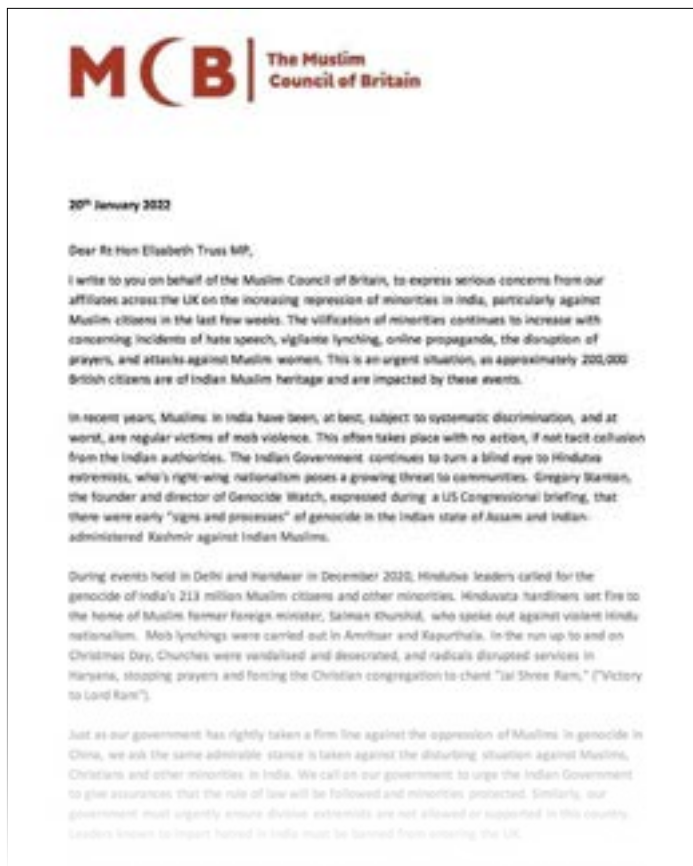 MCB
The Muslim
Council of Britain
20th January 2022
Dear Rt Hon Elisabeth Truss MP,
I write to you on behalf of the Muslim Council of Britain, to express serious concerns from our
affiliates across the UK on the increasing repression of minorities in India, particularly against
Muslim citizens in the last few weeks. The vilification of minorities continues to increase with
concerning incidents of hate speech, vigilante lynching, online propaganda, the disruption of
prayers, and attacks against Muslim women. This is an urgent situation, as approximately 200,000
British citizens are of Indian Muslim heritage and are impacted by these events.
In recent years, Muslims in India have been, at best, subject to systematic discrimination, and at
worst, are regular victims of mob violence. This often takes place with no action, if not tacit collusion
from the Indian authorities. The Indian Government continues to turn a blind eye to Hindutva
extremists, who's right-wing nationalism poses a growing threat to communities. Gregory Stanton,
the founder and director of Genocide Watch, expressed during a US Congressional briefing, that
there were early "signs and processes" of genocide in the Indian state of Assam and Indian-
administered Kashmir against Indian Muslims.
During events held in Delhi and Haridwar in December 2020, Hindutva leaders called for the
genocide of India's 213 million Muslim citizens and other minorities. Hinduvata hardliners set fire to
the home of Muslim former foreign minister, Salman Khurshid, who spoke out against violent Hindu
nationalism. Mob lynchings were carried out in Amritsar and Kapurthala. In the run up to and on
Christmas Day, Churches were vandalised and desecrated, and radicals disrupted services in
Haryana, stopping prayers and forcing the Christian congregation to chant "Jai Shree Ram," ("Victory
to Lord Ram").
Just as our government has rightly taken a firm line against the oppression of Muslims in genocide in
China, we ask the same admirable stance is taken against the disturbing situation against Muslims,
Christians and other minorities in India. We call on our government to urge the Indian Government
to give assurances that the rule of law will be followed and minorities protected. Similarly, our
government must urgently ensure divisive extremists are not allowed or supported in this country.
Leaders known to impart hatred in India must be banned from entering the UK.